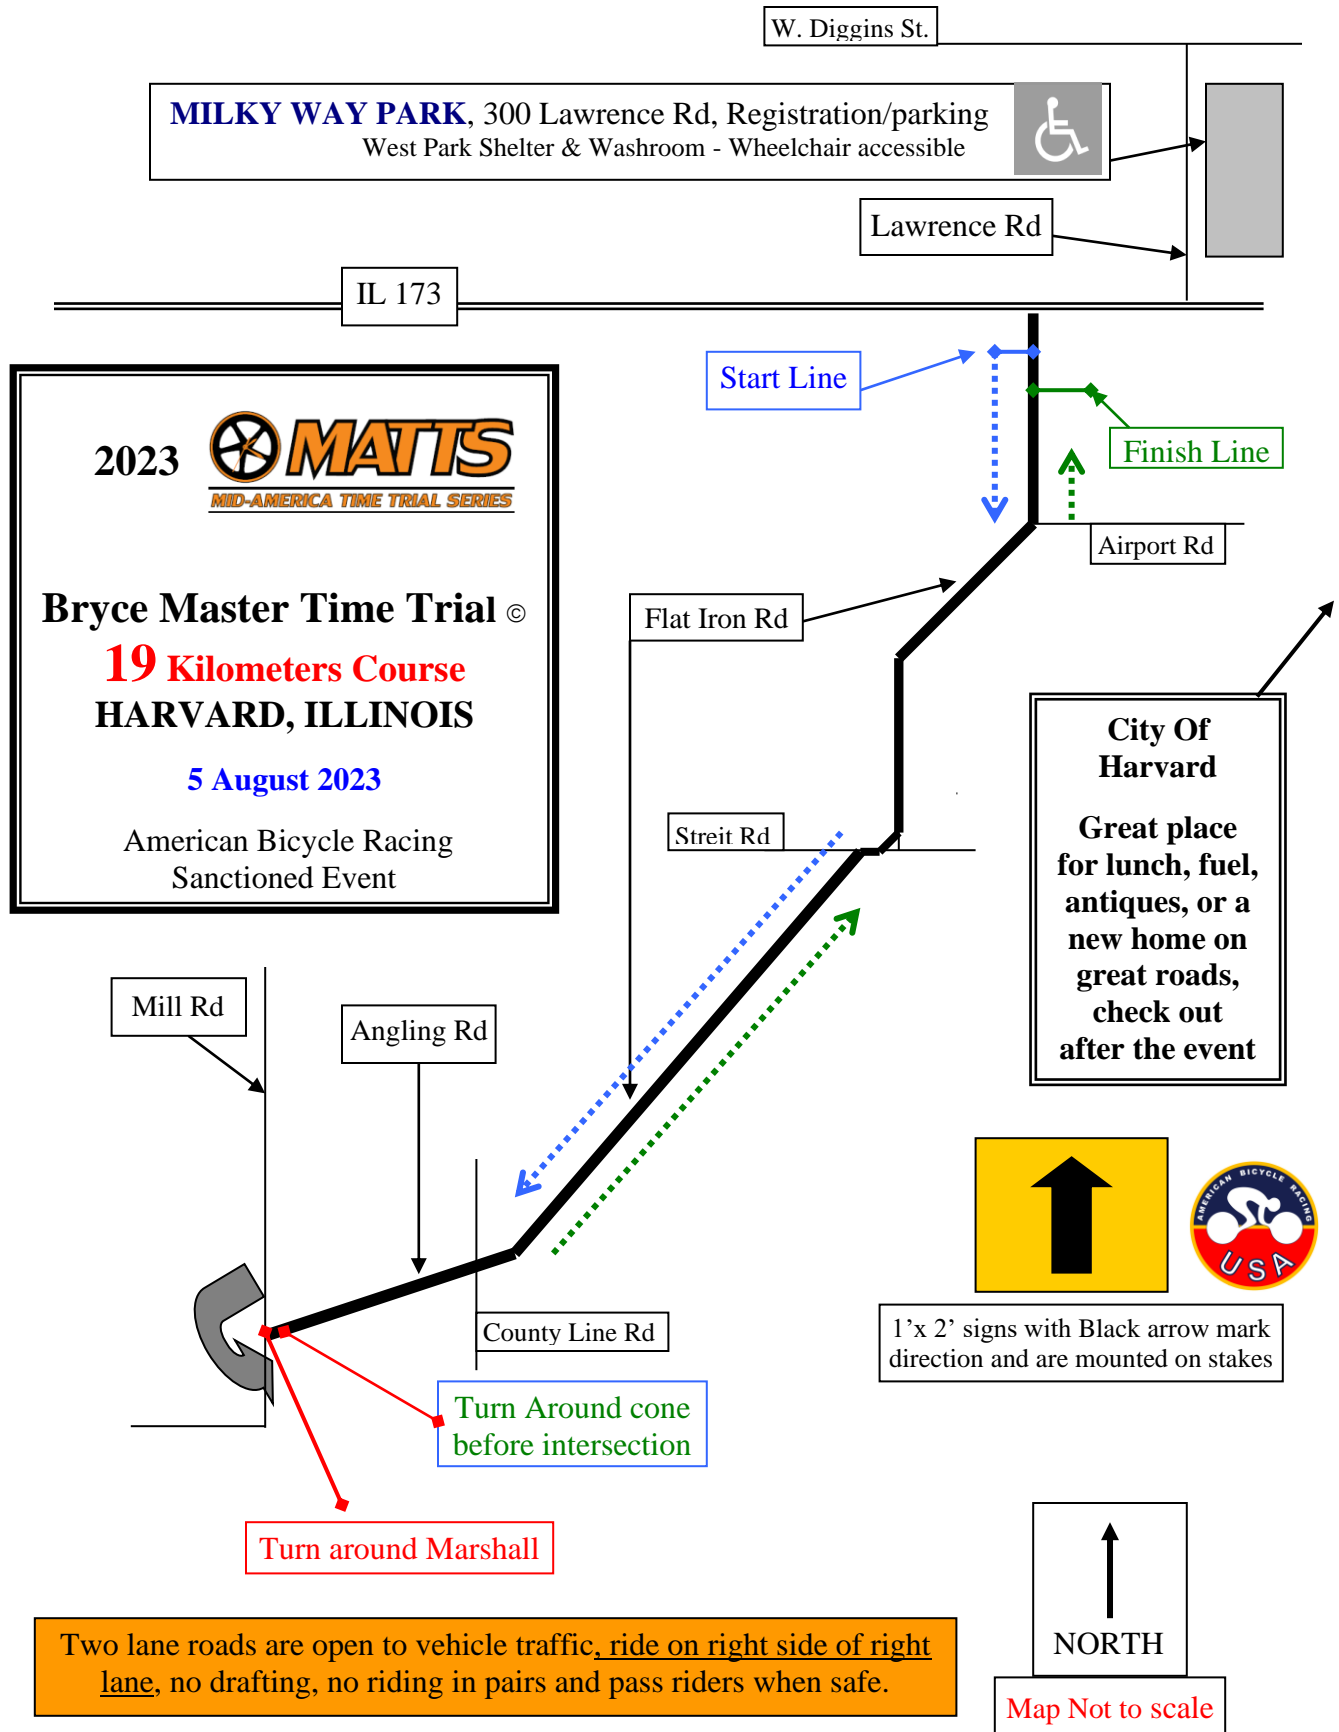 W. Diggins St.
MILKY WAY PARK, 300 Lawrence Rd, Registration/parking
West Park Shelter & Washroom - Wheelchair accessible
Lawrence Rd
IL 173
Start Line
Finish Line
2023
MATTS
MID-AMERICA TIME TRIAL SERIES
Bryce Master Time Trial ©
19 Kilometers Course
HARVARD, ILLINOIS
5 August 2023
American Bicycle Racing
Sanctioned Event
Airport Rd
Flat Iron Rd
City Of
Harvard
Great place
for lunch, fuel,
antiques, or a
new home on
great roads,
check out
after the event
Streit Rd
Mill Rd
Angling Rd
AMERICAN BICYCLE RACING
USA
County Line Rd
1’x 2’ signs with Black arrow mark
direction and are mounted on stakes
Turn Around cone
before intersection
Turn around Marshall
NORTH
Map Not to scale
Two lane roads are open to vehicle traffic, ride on right side of right
lane, no drafting, no riding in pairs and pass riders when safe.